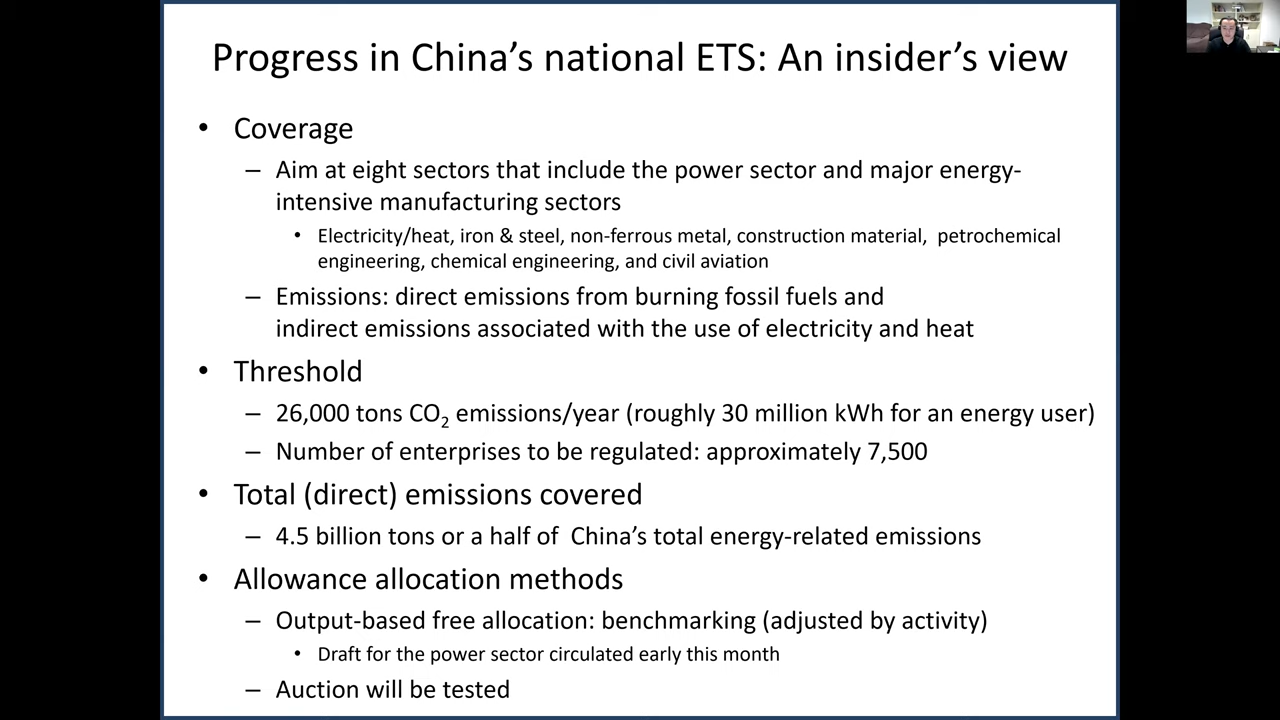 Progress in China's national ETS: An insider's view
• Coverage
– Aim at eight sectors that include the power sector and major energy-
intensive manufacturing sectors
• Electricity/heat, iron & steel, non-ferrous metal, construction material, petrochemical
engineering, chemical engineering, and civil aviation
– Emissions: direct emissions from burning fossil fuels and
indirect emissions associated with the use of electricity and heat
• Threshold
– 26,000 tons CO₂ emissions/year (roughly 30 million kWh for an energy user)
– Number of enterprises to be regulated: approximately 7,500
• Total (direct) emissions covered
– 4.5 billion tons or a half of China's total energy-related emissions
• Allowance allocation methods
– Output-based free allocation: benchmarking (adjusted by activity)
• Draft for the power sector circulated early this month
– Auction will be tested